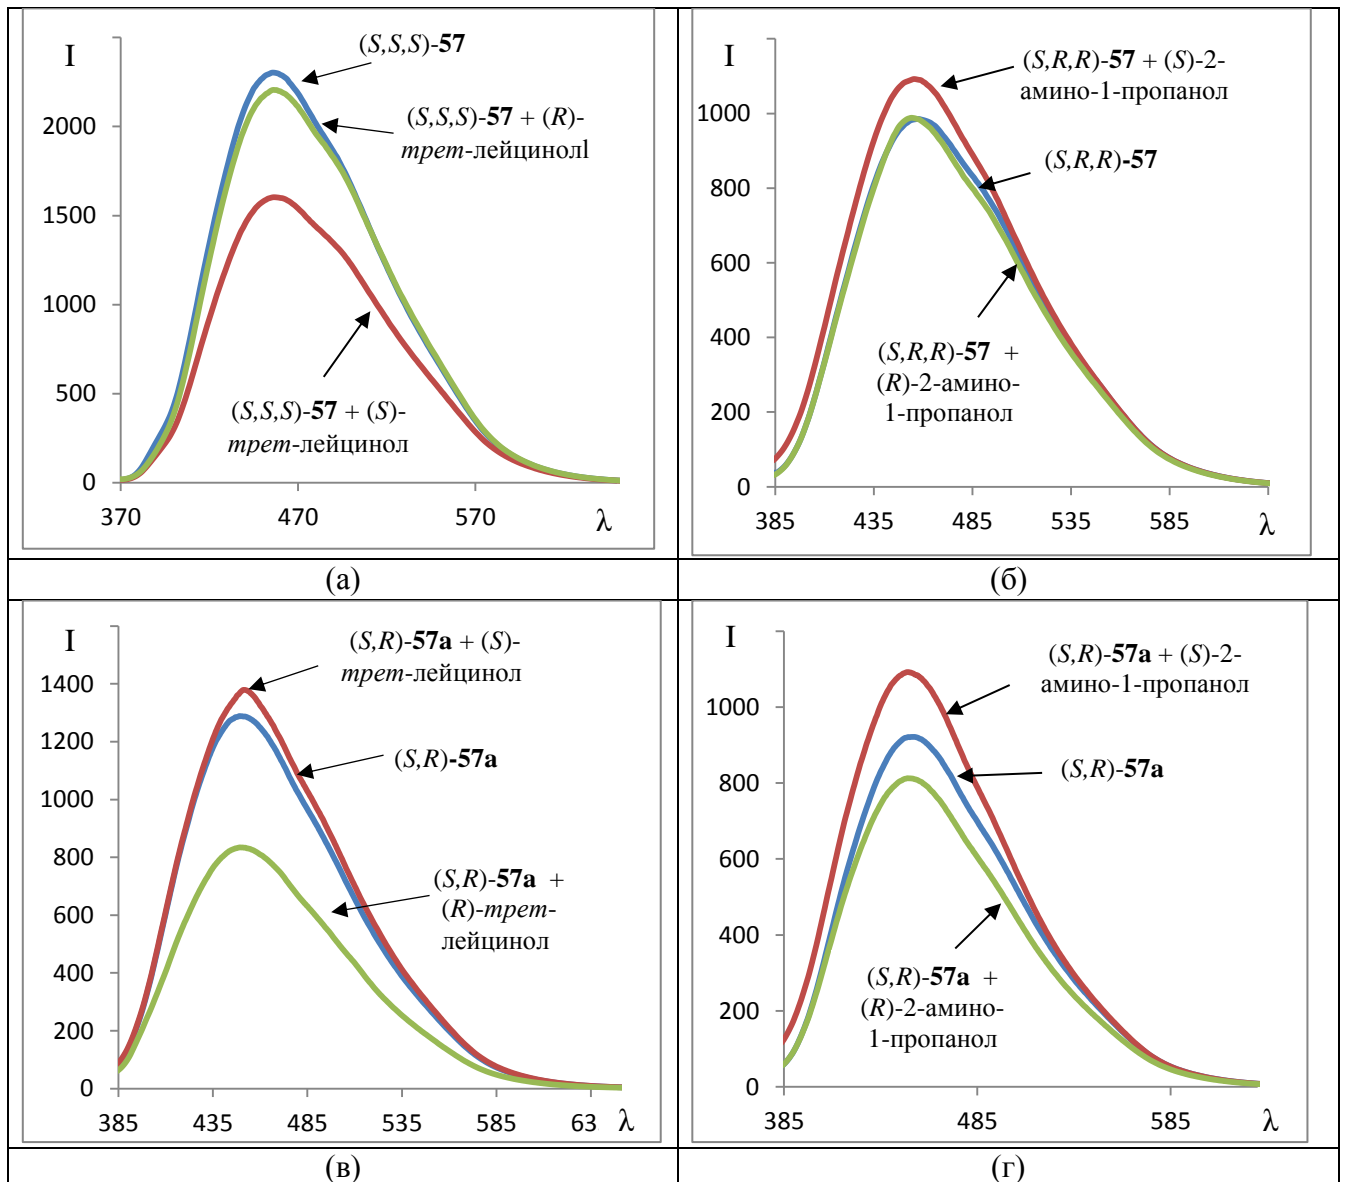 I
(S,S,S)-57
(S,S,S)-57 + (R)-
трет-лейцинолl
(S,S,S)-57 + (S)-
трет-лейцинол
2000
1500
1000
500
0
370 470 570 λ
(а)
I
(S,R,R)-57 + (S)-2-
амино-1-пропанол
(S,R,R)-57
(S,R,R)-57 +
(R)-2-амино-
1-пропанол
1000
800
600
400
200
0
385 435 485 535 585 λ
(б)
I
(S,R)-57a + (S)-
трет-лейцинол
(S,R)-57a
(S,R)-57a +
(R)-трет-
лейцинол
1400
1200
1000
800
600
400
200
0
385 435 485 535 585 63 λ
(в)
I
(S,R)-57a + (S)-2-
амино-1-пропанол
(S,R)-57a
(S,R)-57a +
(R)-2-амино-
1-пропанол
1000
800
600
400
200
0
385 485 585 λ
(г)